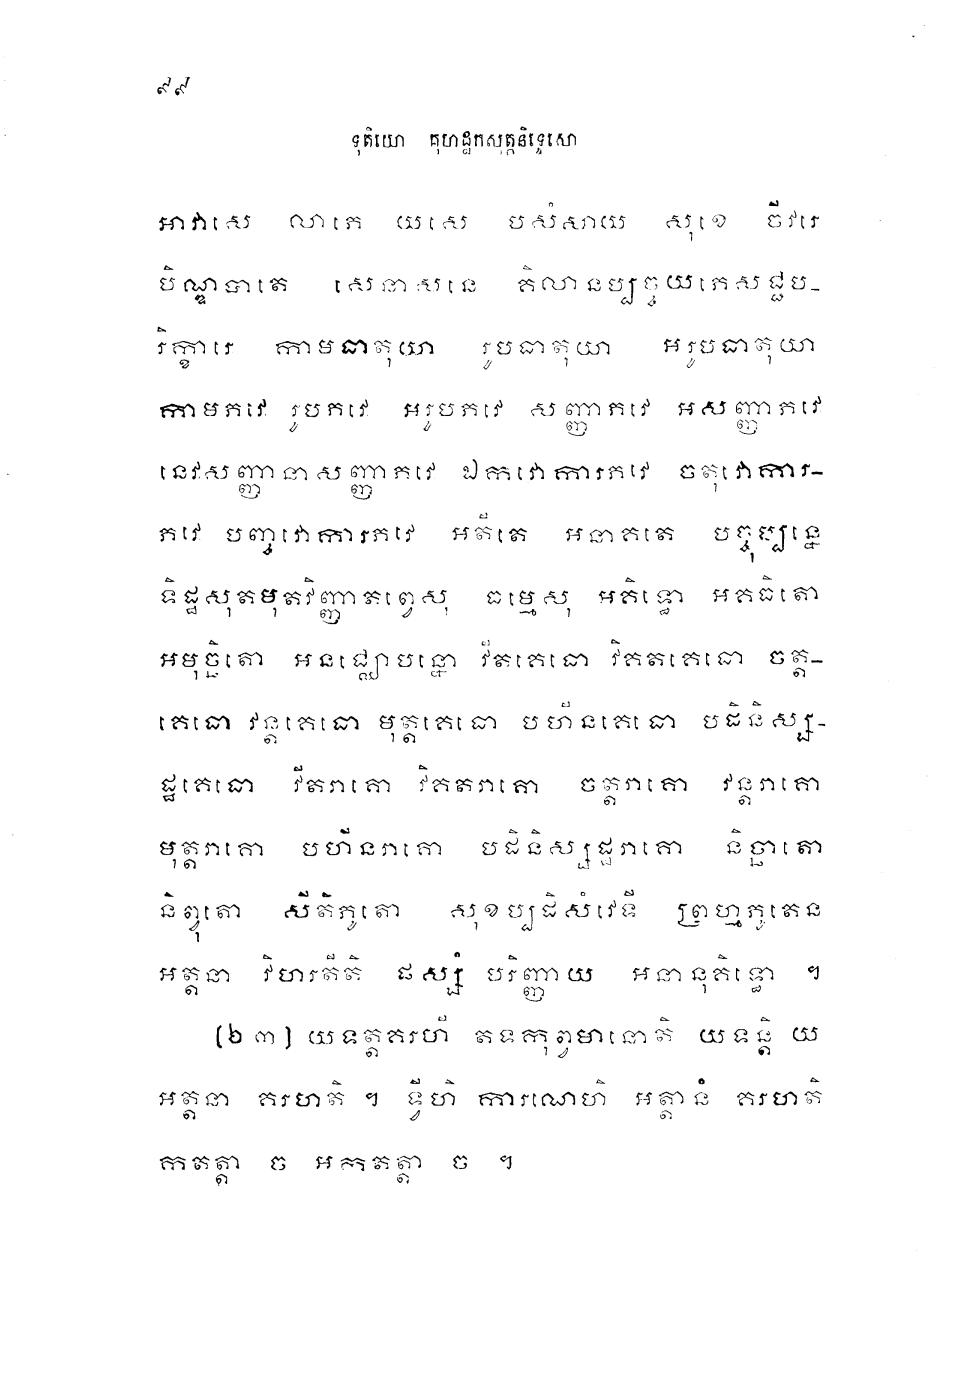 ៩៩
ទុតិយោ គុហដ្ឋកសុត្តនិទ្ទេសោ
អាវាសេ លាភេ យសេ បសំសាយ សុខេ ចីវរេ
បិណ្ឌបាតេ សេនាសនេ គិលានប្បច្ចយភេសជ្ជប-
រិក្ខារេ កាមធាតុយា រូបធាតុយា អរូបធាតុយា
កាមភវេ រូបភវេ អរូបភវេ សញ្ញាភវេ អសញ្ញាភវេ
នេវសញ្ញានាសញ្ញាភវេ ឯកវោការភវេ ចតុវោការ-
ភវេ បញ្ចវោការភវេ អតីតេ អនាគតេ បច្ចុប្បន្នេ
ទិដ្ឋសុតមុតវិញ្ញាតព្វេសុ ធម្មេសុ អគិទ្ធោ អគធិតោ
អមុច្ឆិតោ អនជ្ឈោបន្នោ វីតគេធោ វិគតគេធោ ចត្ត-
គេធោ វន្តគេធោ មុត្តគេធោ បហីនគេធោ បដិនិស្ស-
ដ្ឋគេធោ វីតរាគោ វិគតរាគោ ចត្តរាគោ វន្តរាគោ
មុត្តរាគោ បហីនរាគោ បដិនិស្សដ្ឋរាគោ និច្ឆាតោ
និព្វុតោ សីតិភូតោ សុខប្បដិសំវេទី ព្រហ្មភូតេន
អត្តនា វិហរតីតិ ផស្សំ បរិញ្ញាយ អនានុគិទ្ធោ ។
(៦៣) យទត្តគរហី តទកុព្វមានោតិ យទន្តិ យំ
អត្តនា គរហតិ ។ ទ្វីហិ ការណេហិ អត្តានំ គរហតិ
កតត្តា ច អកតត្តា ច ។